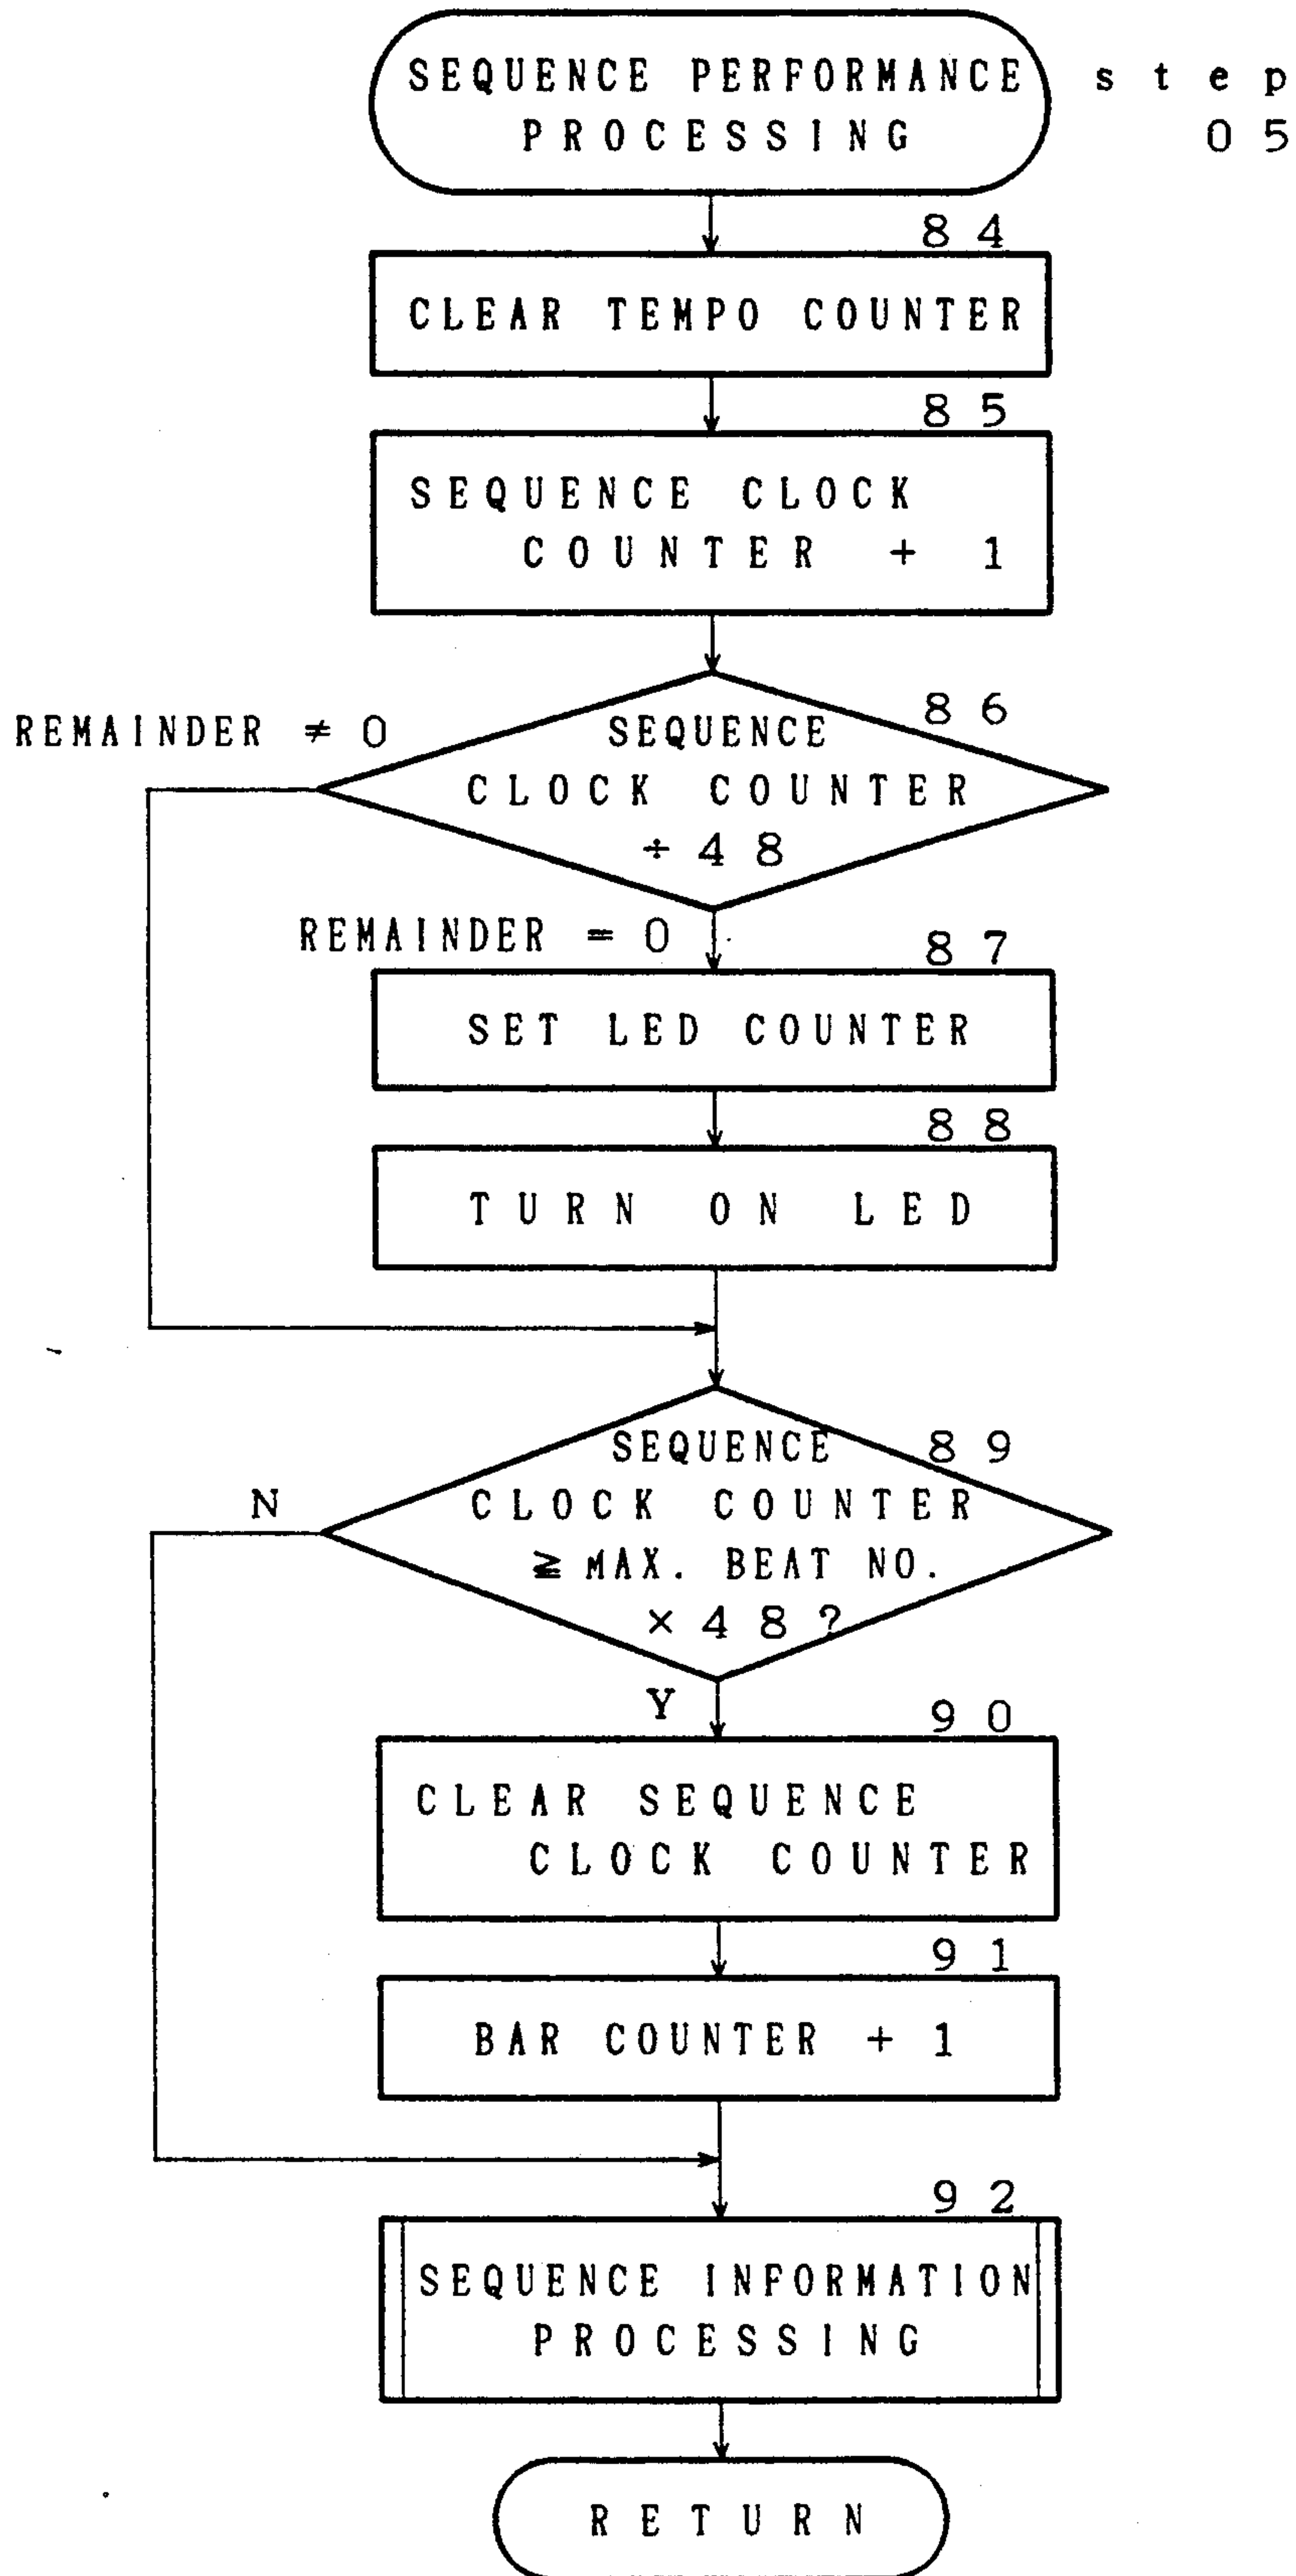 SEQUENCE PERFORMANCE
PROCESSING
step
05
84
CLEAR TEMPO COUNTER
85
SEQUENCE CLOCK
COUNTER + 1
86
REMAINDER ≠ 0
SEQUENCE
CLOCK COUNTER
÷ 48
REMAINDER = 0
87
SET LED COUNTER
88
TURN ON LED
89
SEQUENCE
N
CLOCK COUNTER
≧ MAX. BEAT NO.
× 48?
Y
90
CLEAR SEQUENCE
CLOCK COUNTER
91
BAR COUNTER + 1
92
SEQUENCE INFORMATION
PROCESSING
RETURN